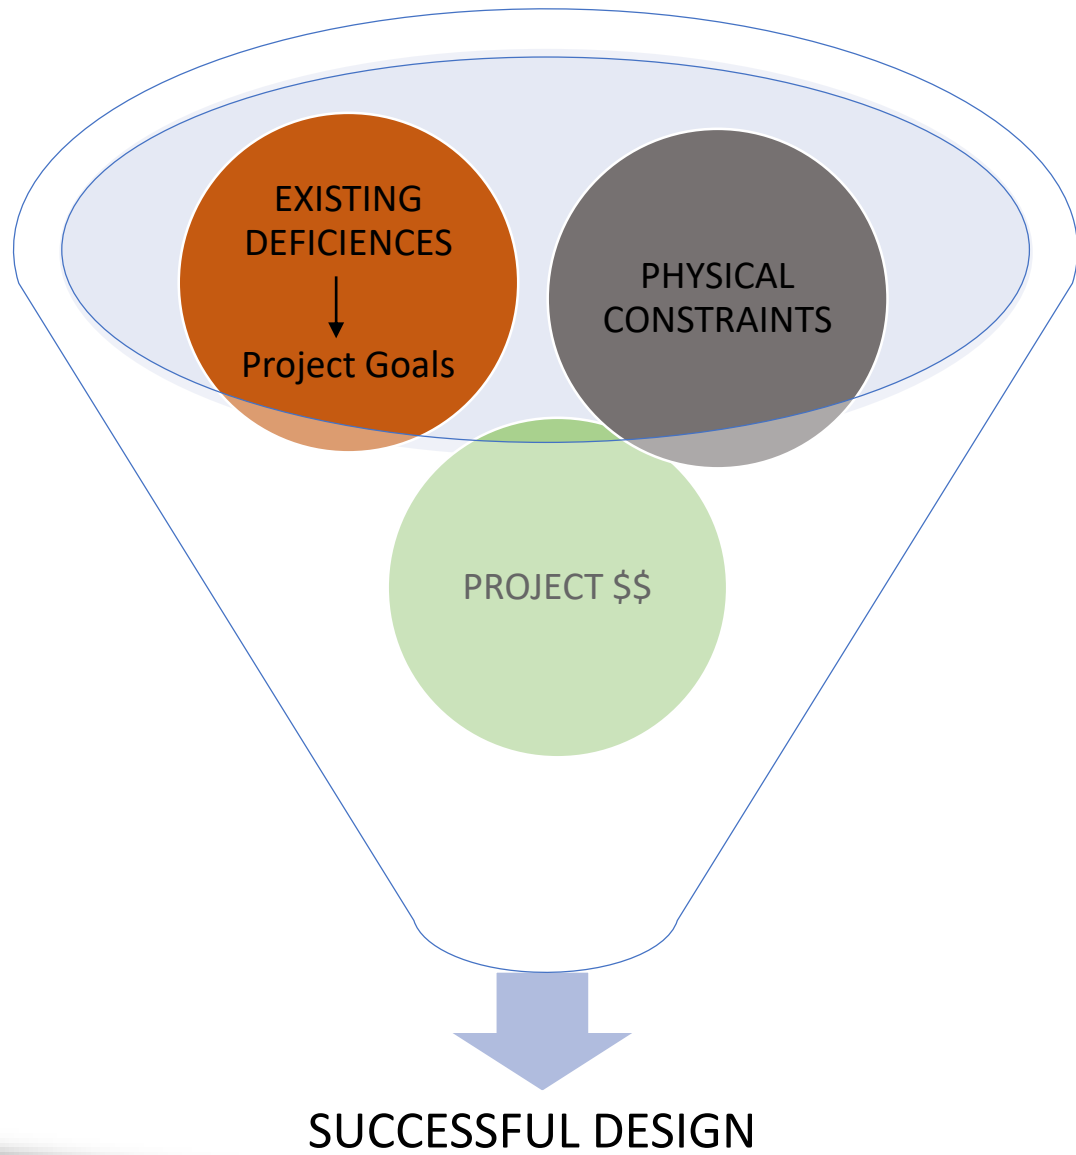 EXISTING
DEFICIENCES
Project Goals
PHYSICAL
CONSTRAINTS
PROJECT $$
SUCCESSFUL DESIGN